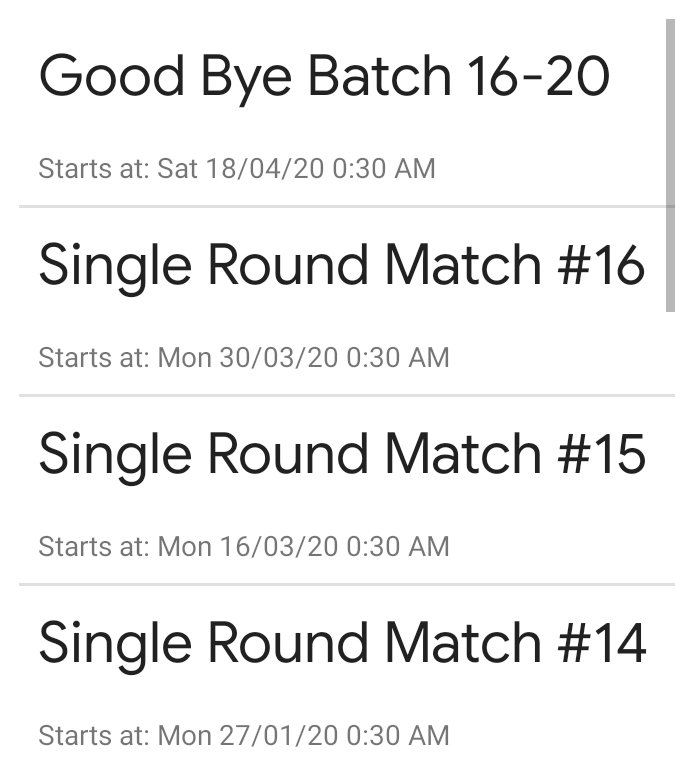 Good Bye Batch 16-20
Starts at: Sat 18/04/20 0:30 AM
Single Round Match #16
Starts at: Mon 30/03/20 0:30 AM
Single Round Match #15
Starts at: Mon 16/03/20 0:30 AM
Single Round Match #14
Starts at: Mon 27/01/20 0:30 AM